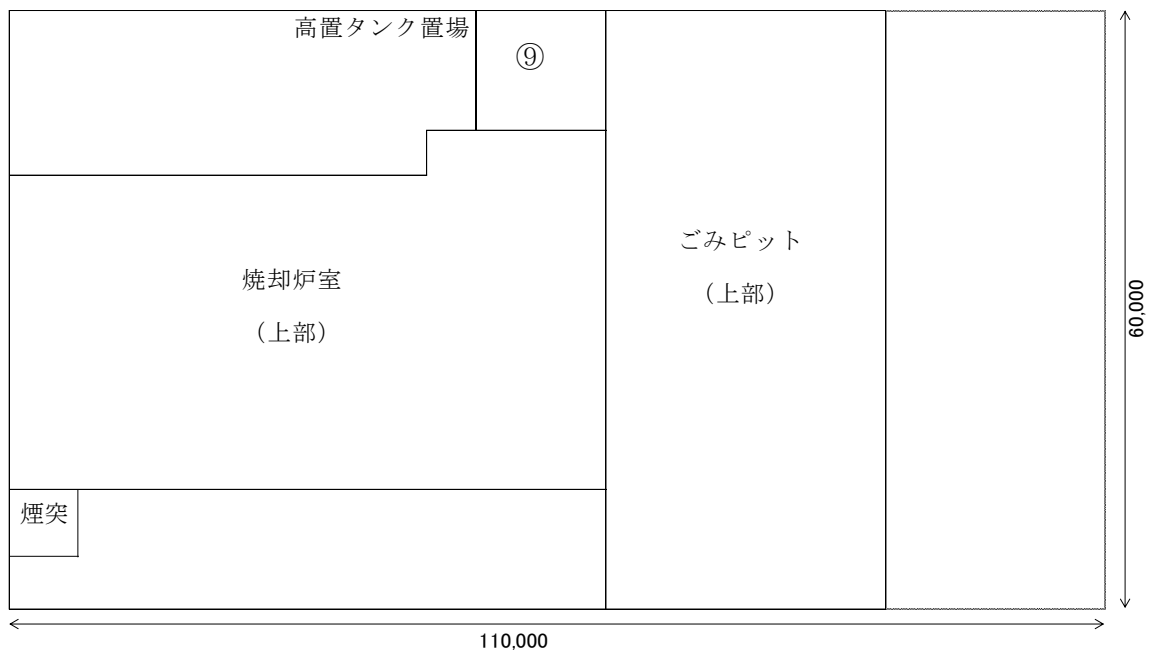 高置タンク置場
⑨
ごみピット
（上部）
焼却炉室
（上部）
60,000
煙突
110,000